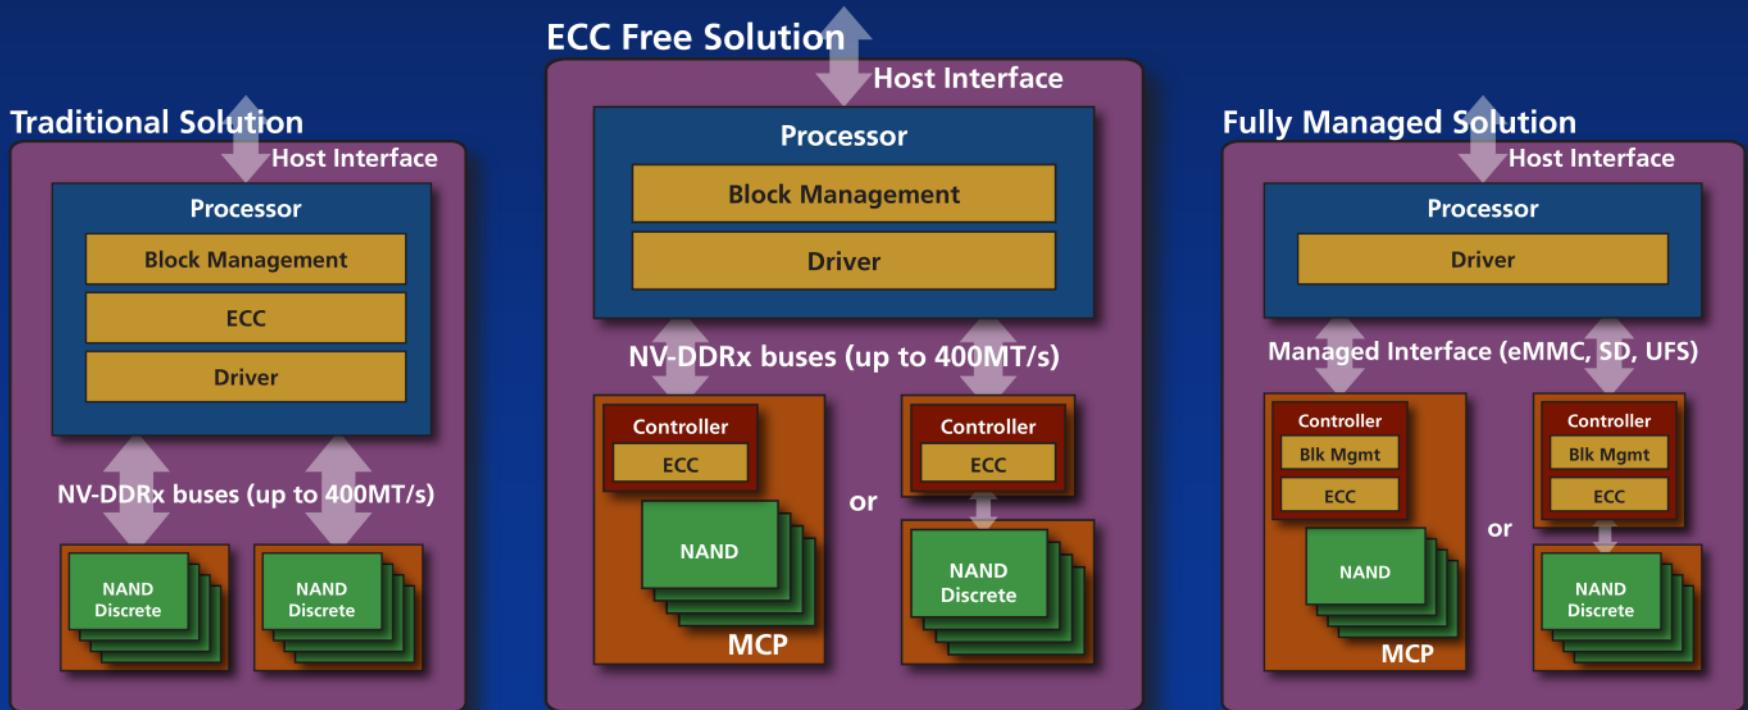 Traditional Solution
Host Interface
Processor
Block Management
ECC
Driver
NV-DDRx buses (up to 400MT/s)
NAND
Discrete
NAND
Discrete
ECC Free Solution
Host Interface
Processor
Block Management
Driver
NV-DDRx buses (up to 400MT/s)
Controller
ECC
NAND
MCP
or
Controller
ECC
NAND
Discrete
Fully Managed Solution
Host Interface
Processor
Driver
Managed Interface (eMMC, SD, UFS)
Controller
Blk Mgmt
ECC
NAND
MCP
or
Controller
Blk Mgmt
ECC
NAND
Discrete